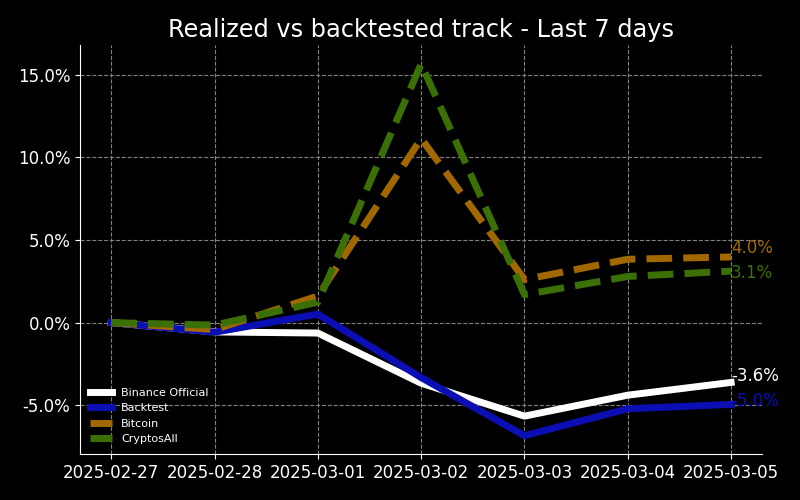 Realized vs backtested track - Last 7 days
15.0%
10.0%
5.0%
0.0%
-5.0%
4.0%
3.1%
-3.6%
-5.0%
Binance Official
Backtest
Bitcoin
CryptosAll
2025-02-27 2025-02-28 2025-03-01 2025-03-02 2025-03-03 2025-03-04 2025-03-05